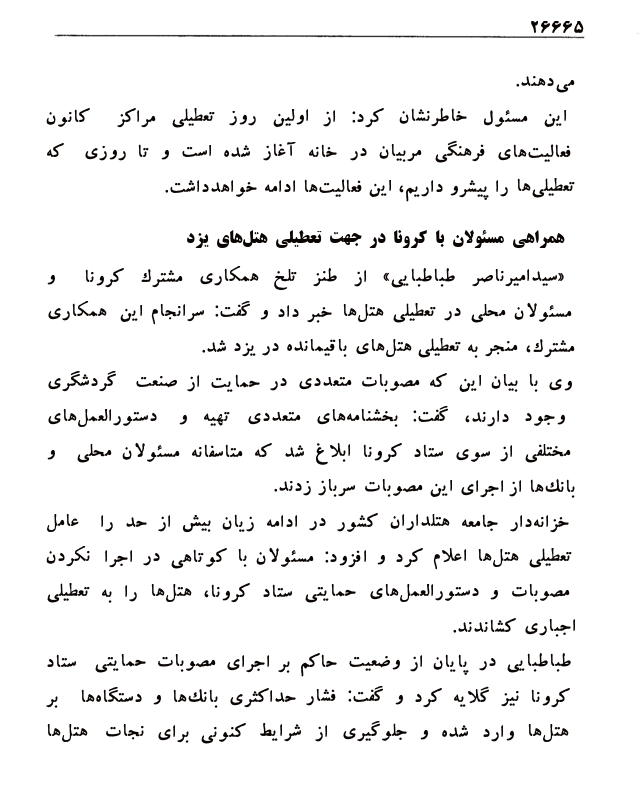 ۲۶۶۶۵
می‌دهند.
این مسئول خاطرنشان کرد: از اولین روز تعطیلی مراکز کانون
فعالیت‌های فرهنگی مربیان در خانه آغاز شده است و تا روزی که
تعطیلی‌ها را پیشرو داریم، این فعالیت‌ها ادامه خواهدداشت.
همراهی مسئولان با کرونا در جهت تعطیلی هتل‌های یزد
«سیدامیرناصر طباطبایی» از طنز تلخ همکاری مشترك کرونا و
مسئولان محلی در تعطیلی هتل‌ها خبر داد و گفت: سرانجام این همکاری
مشترك، منجر به تعطیلی هتل‌های باقیمانده در یزد شد.
وی با بیان این که مصوبات متعددی در حمایت از صنعت گردشگری
وجود دارند، گفت: بخشنامه‌های متعددی تهیه و دستورالعمل‌های
مختلفی از سوی ستاد کرونا ابلاغ شد که متاسفانه مسئولان محلی و
بانك‌ها از اجرای این مصوبات سرباز زدند.
خزانه‌دار جامعه هتلداران کشور در ادامه زیان بیش از حد را عامل
تعطیلی هتل‌ها اعلام کرد و افزود: مسئولان با کوتاهی در اجرا نکردن
مصوبات و دستورالعمل‌های حمایتی ستاد کرونا، هتل‌ها را به تعطیلی
اجباری کشاندند.
طباطبایی در پایان از وضعیت حاکم بر اجرای مصوبات حمایتی ستاد
کرونا نیز گلایه کرد و گفت: فشار حداکثری بانك‌ها و دستگاه‌ها بر
هتل‌ها وارد شده و جلوگیری از شرایط کنونی برای نجات هتل‌ها